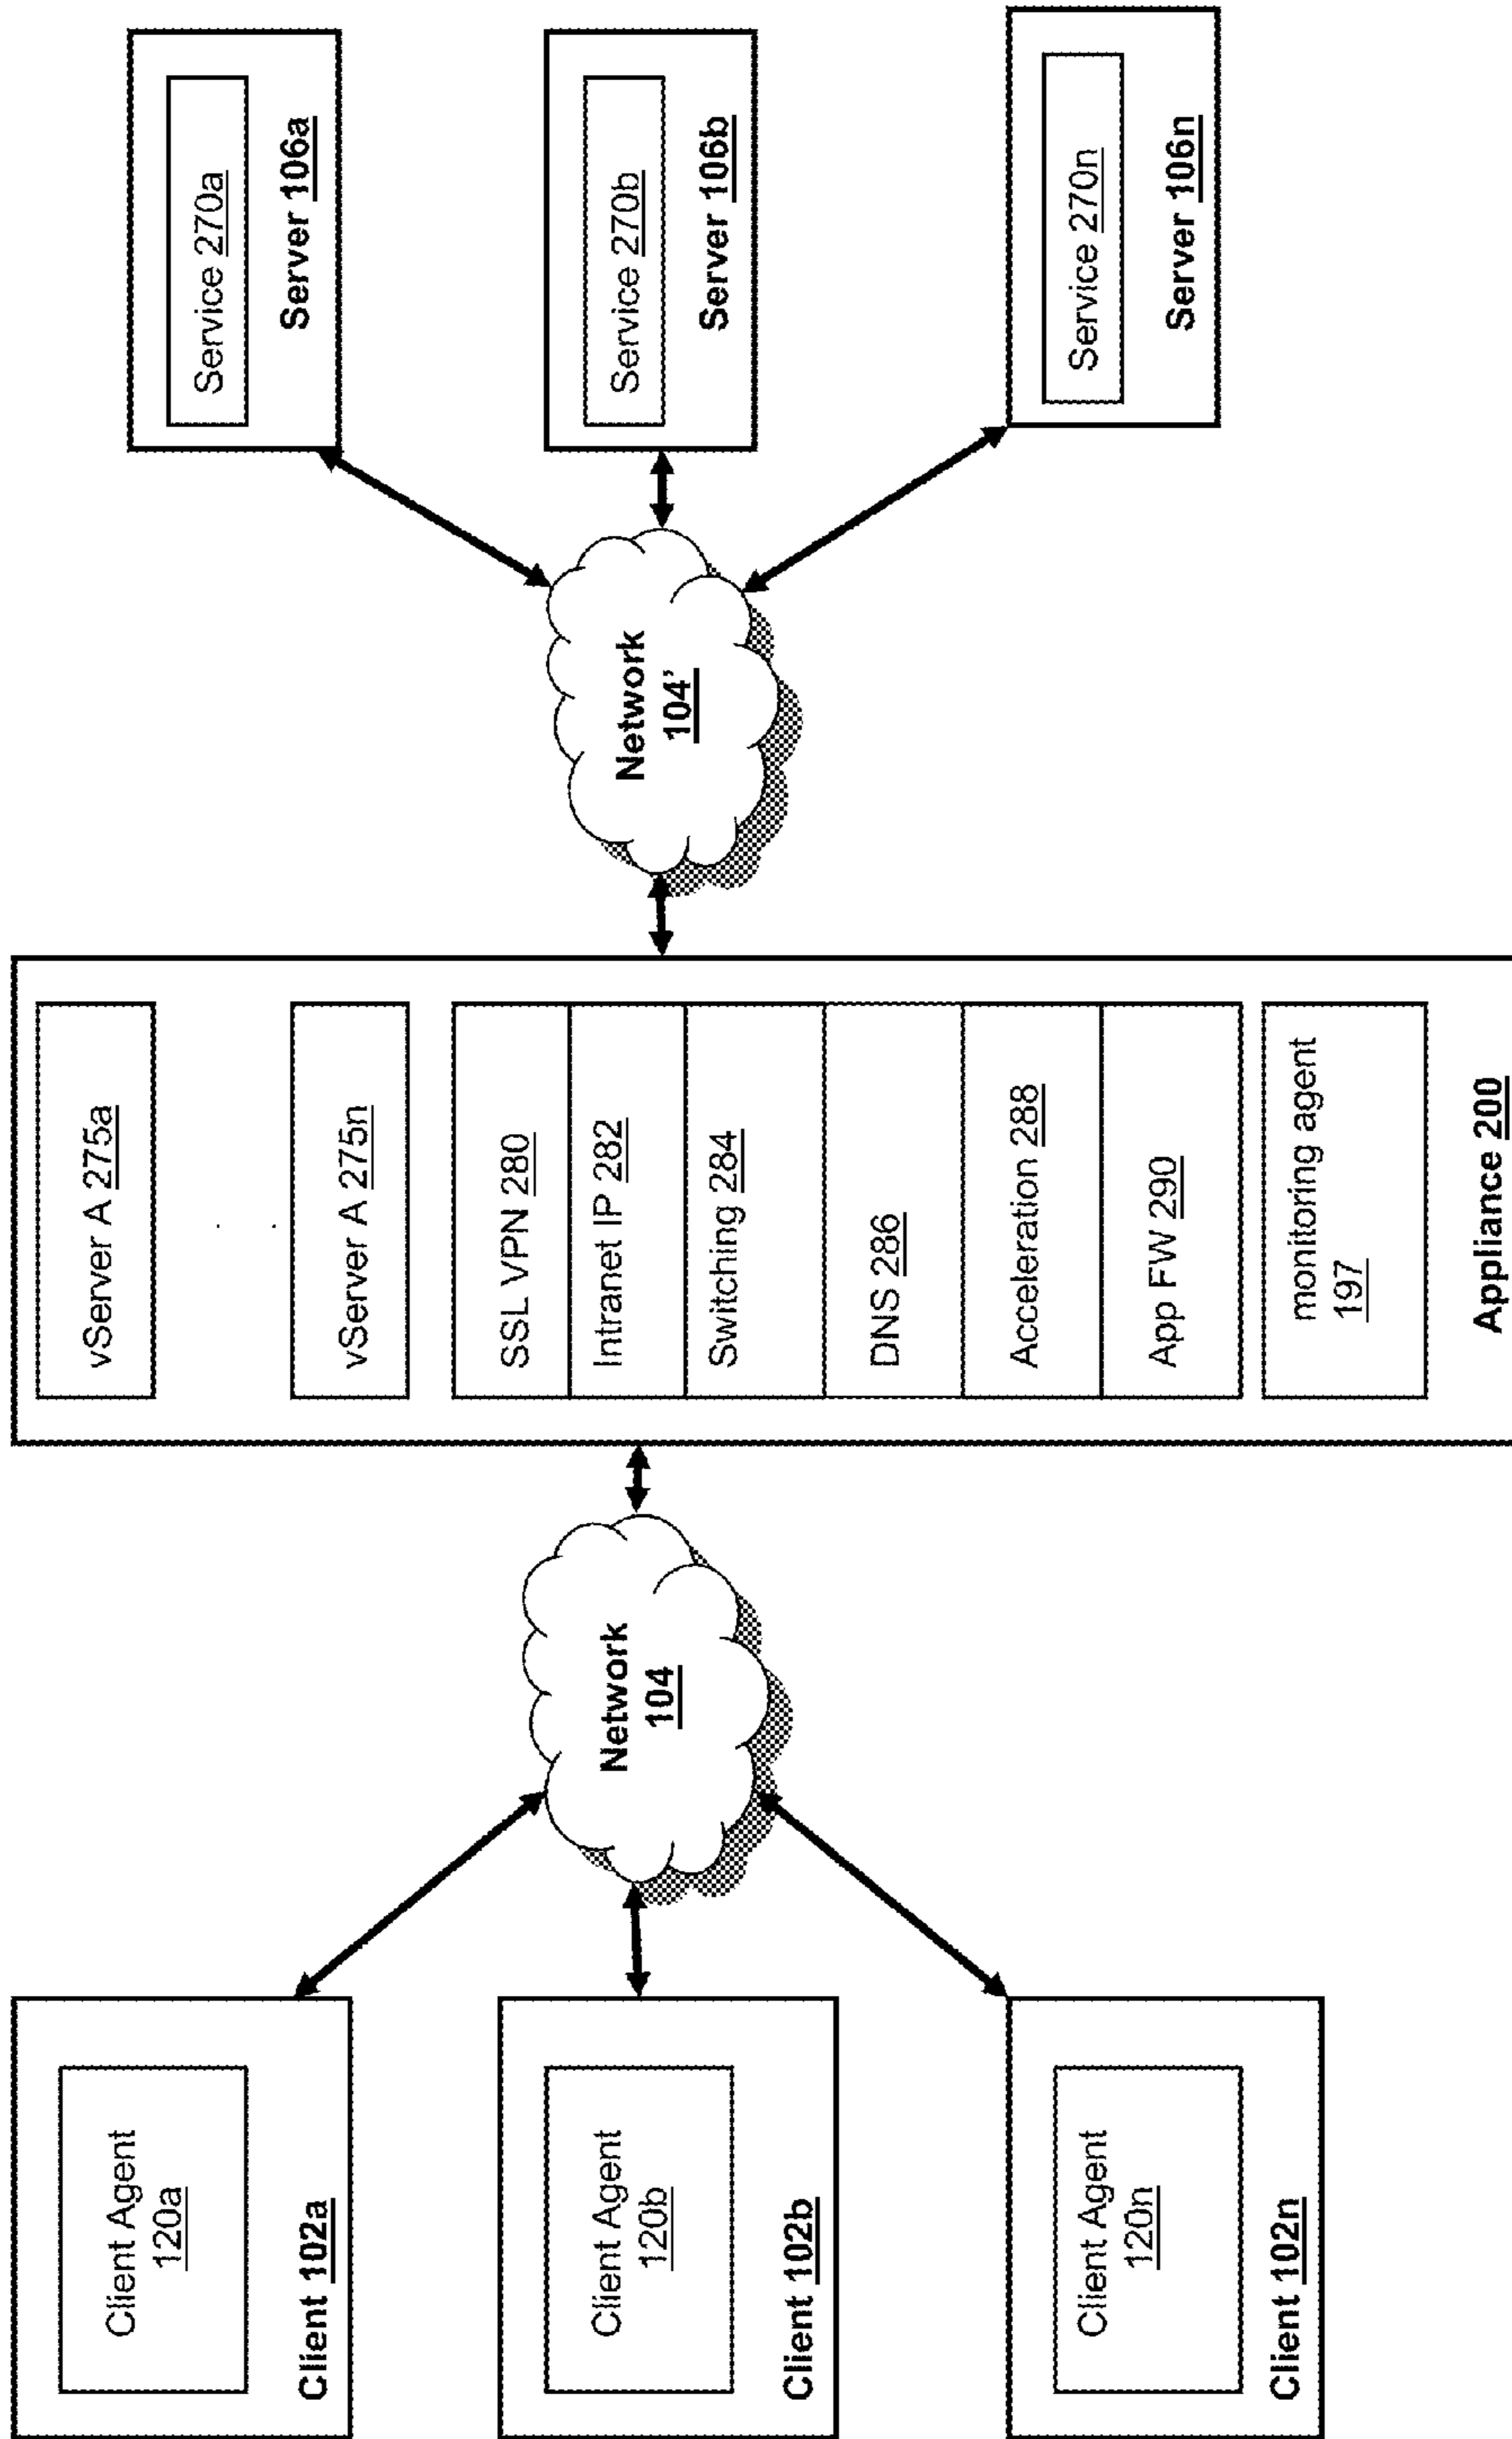 Client Agent
120a
Client 102a
Client Agent
120b
Client 102b
Client Agent
120n
Client 102n
Network
104
vServer A 275a
vServer A 275n
SSL VPN 280
Intranet IP 282
Switching 284
DNS 286
Acceleration 288
App FW 290
monitoring agent
197
Appliance 200
Network
104'
Service 270a
Server 106a
Service 270b
Server 106b
Service 270n
Server 106n